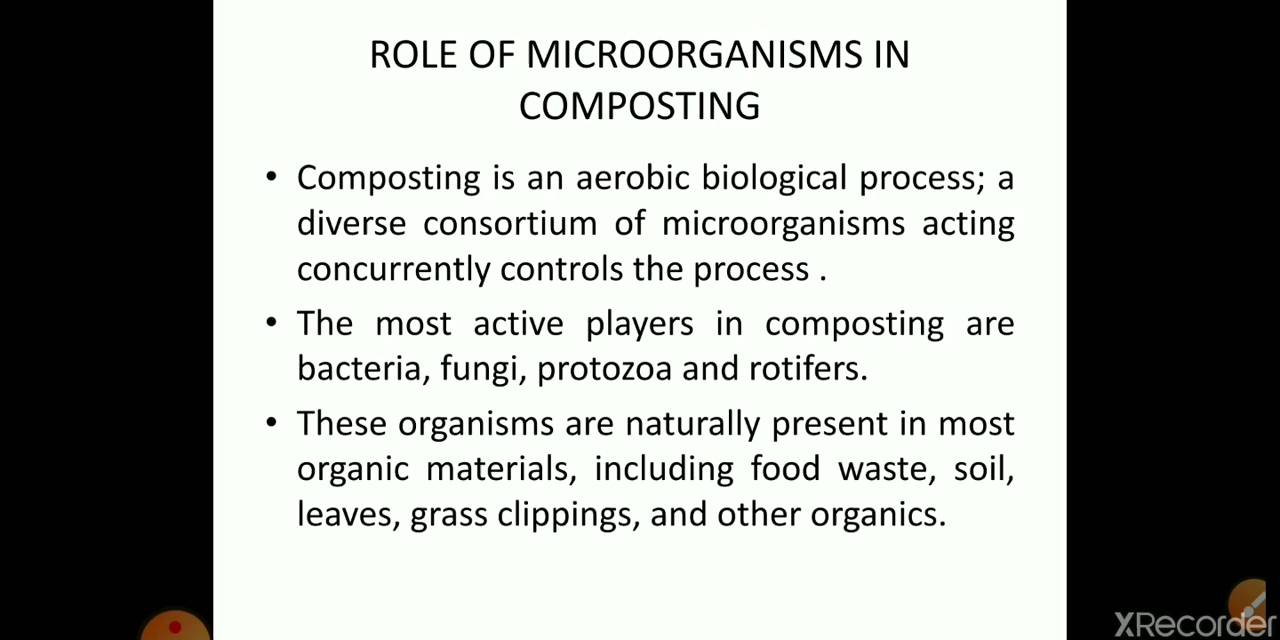 ROLE OF MICROORGANISMS IN
COMPOSTING
• Composting is an aerobic biological process; a
diverse consortium of microorganisms acting
concurrently controls the process .
• The most active players in composting are
bacteria, fungi, protozoa and rotifers.
• These organisms are naturally present in most
organic materials, including food waste, soil,
leaves, grass clippings, and other organics.
XRecorder